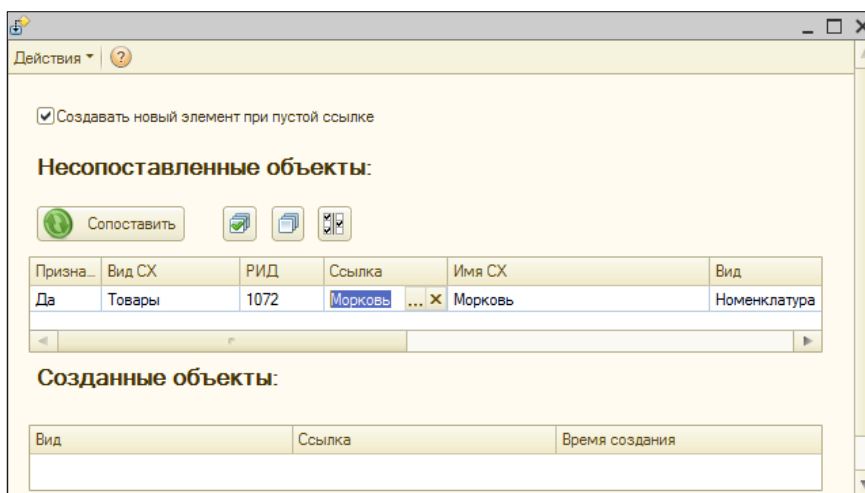 Действия
Создавать новый элемент при пустой ссылке
Несопоставленные объекты:
Сопоставить
Призна... Вид СХ РИД Ссылка Имя СХ Вид
Да Товары 1072 Морковь ... Морковь Номенклатура
Созданные объекты:
Вид Ссылка Время создания